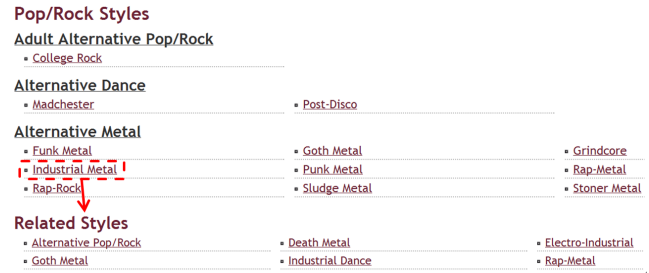 Pop/Rock Styles
Adult Alternative Pop/Rock
College Rock
Alternative Dance
Madchester Post-Disco
Alternative Metal
Funk Metal Goth Metal Grindcore
Industrial Metal Punk Metal Rap-Metal
Rap-Rock Sludge Metal Stoner Metal
Related Styles
Alternative Pop/Rock Death Metal Electro-Industrial
Goth Metal Industrial Dance Rap-Metal